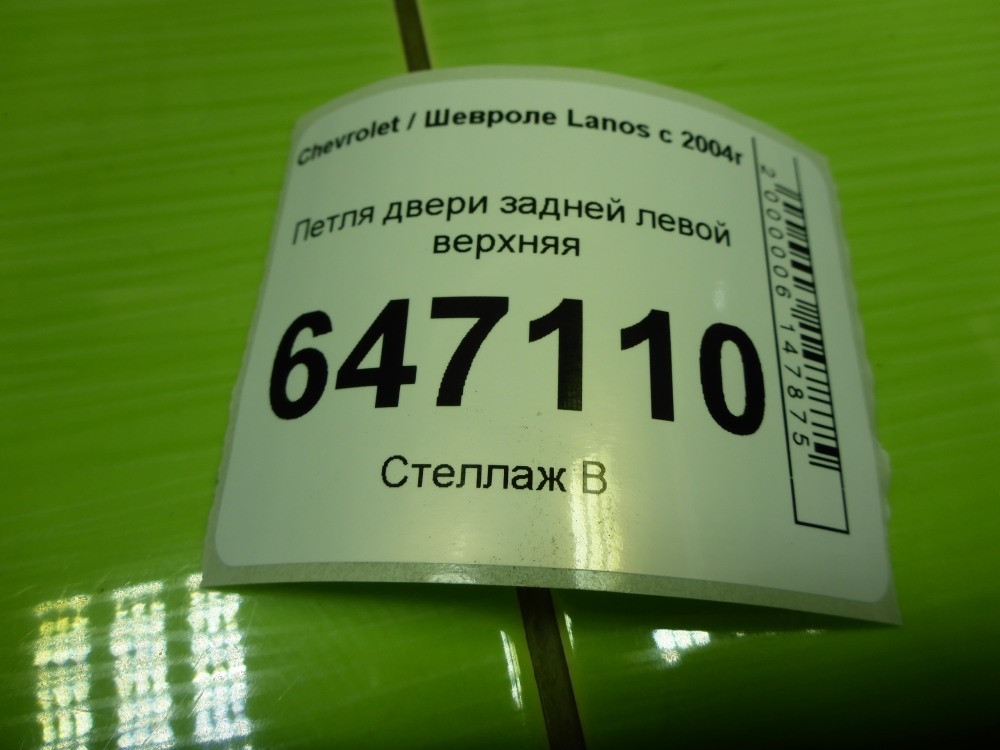 Chevrolet / Шевроле Lanos с 2004г
Петля двери задней левой
верхняя
647110
Стеллаж В
2000006147875